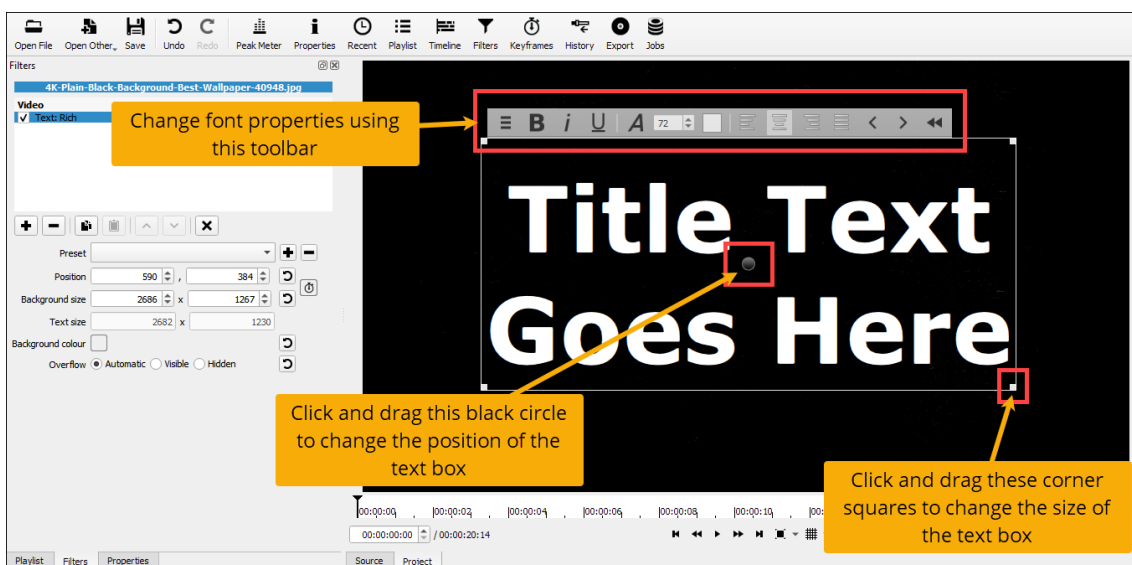 Open File Open Other Save Undo Redo Peak Meter Properties Recent Playlist Timeline Filters Keyframes History Export Jobs
Filters
4K-Plain-Black-Background-Best-Wallpaper-40948.jpg
Video
Text: Rich
Change font properties using
this toolbar
B i U A 72
Title Text
Goes Here
Preset
Position 590 , 384
Background size 2686 x 1267
Text size 2682 x 1230
Background colour
Overflow Automatic Visible Hidden
Click and drag this black circle
to change the position of the
text box
Click and drag these corner
squares to change the size of
the text box
00:00:00 00:00:02 00:00:04 00:00:06 00:00:08 00:00:10
00:00:00:00 / 00:00:20:14
Playlist Filters Properties
Source Project